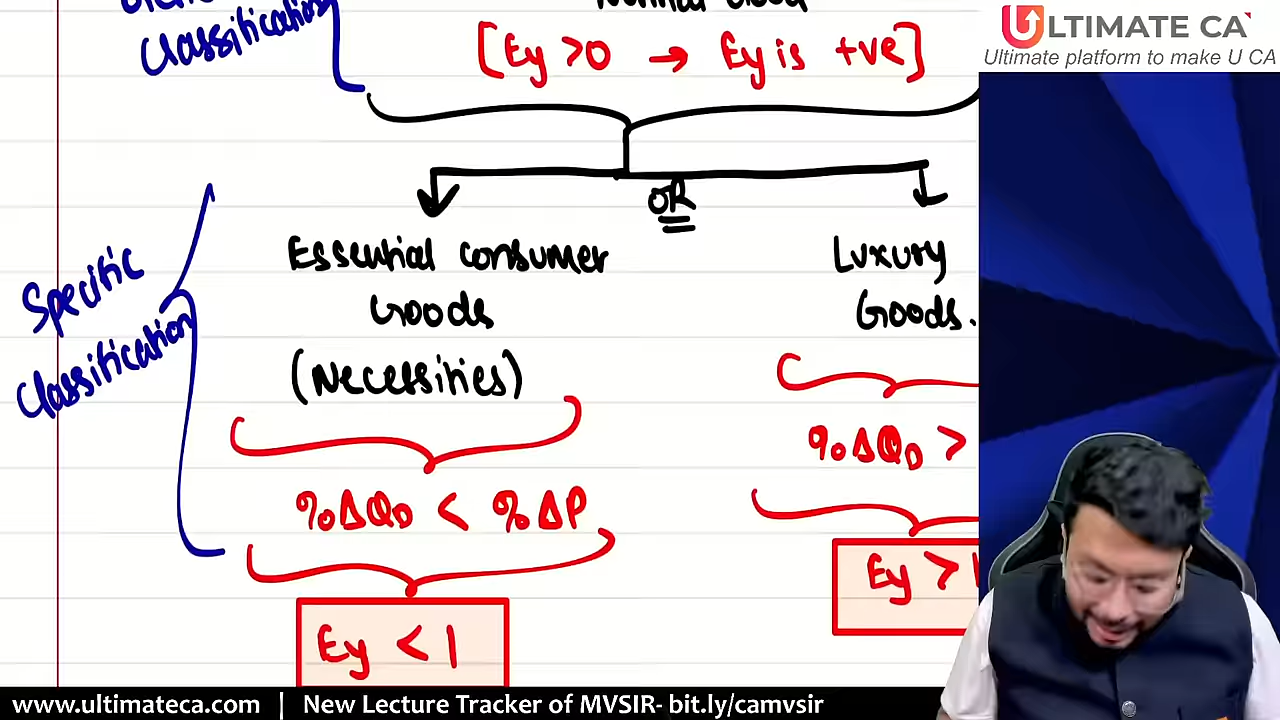 Classification
[Ey >0 → Ey is +ve]
OR
Essential consumer
Goods
(Necessities)
Luxury
Goods.
Specific
Classification
%ΔQD < %ΔP
%ΔQD >
Ey < 1
Ey > 1
ULTIMATE CA
Ultimate platform to make U CA
www.ultimateca.com | New Lecture Tracker of MVSIR- bit.ly/camvsir